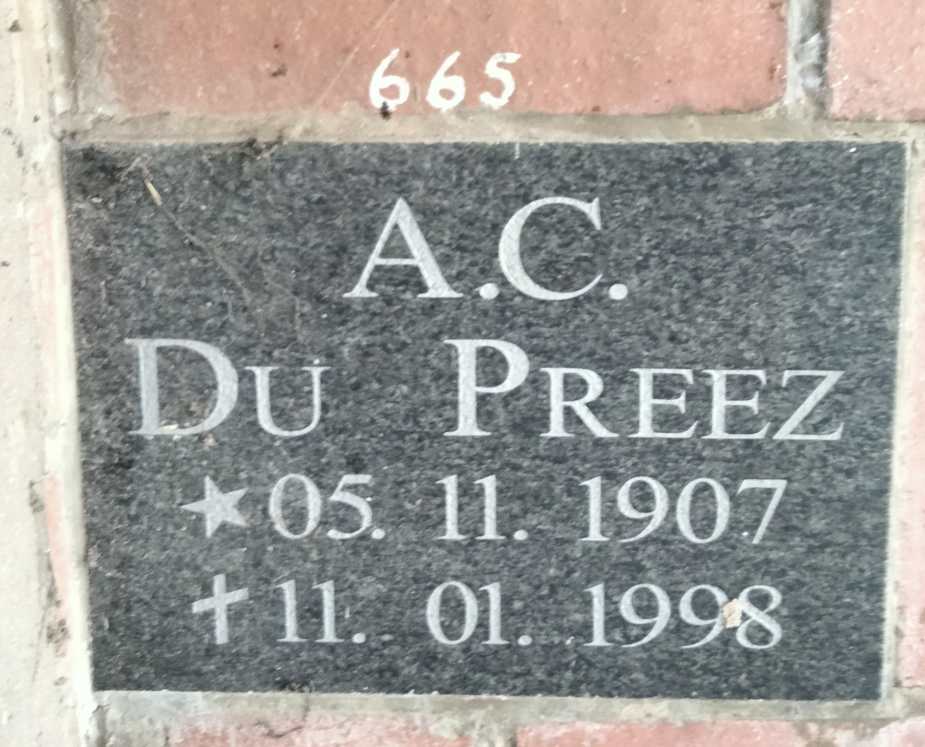 665
A.C.
DU PREEZ
★05. 11. 1907
✝11. 01. 1998